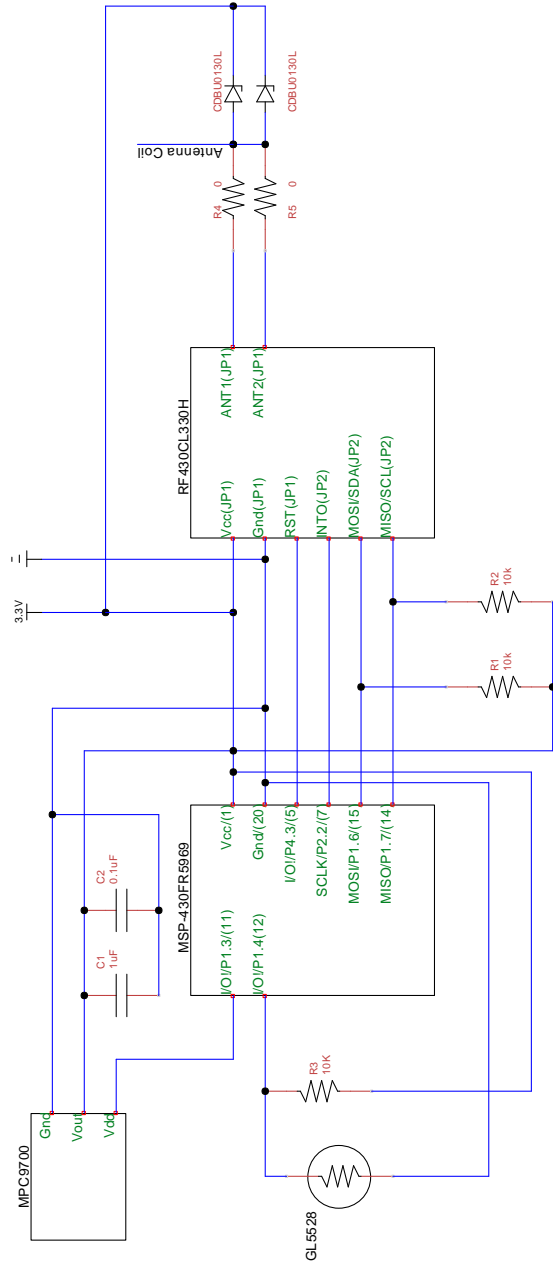 MPC9700
Gnd
Vout
Vdd
C1
1uF
C2
0.1uF
3.3V
MSP-430FR5969
I/O!/P1.3/(11)
I/O!/P1.4(12)
Vcc/(1)
Gnd/(20)
I/O!/P4.3/(5)
SCLK/P2.2/(7)
MOSI/P1.6/(15)
MISO/P1.7/(14)
RF430CL330H
Vcc(JP1)
Gnd(JP1)
RST(JP1)
INTO(JP2)
MOSI/SDA(JP2)
MISO/SCL(JP2)
ANT1(JP1)
ANT2(JP1)
R4
0
R5
0
Antenna Coil
CDBU0130L
CDBU0130L
GL5528
R3
10K
R1
10k
R2
10k